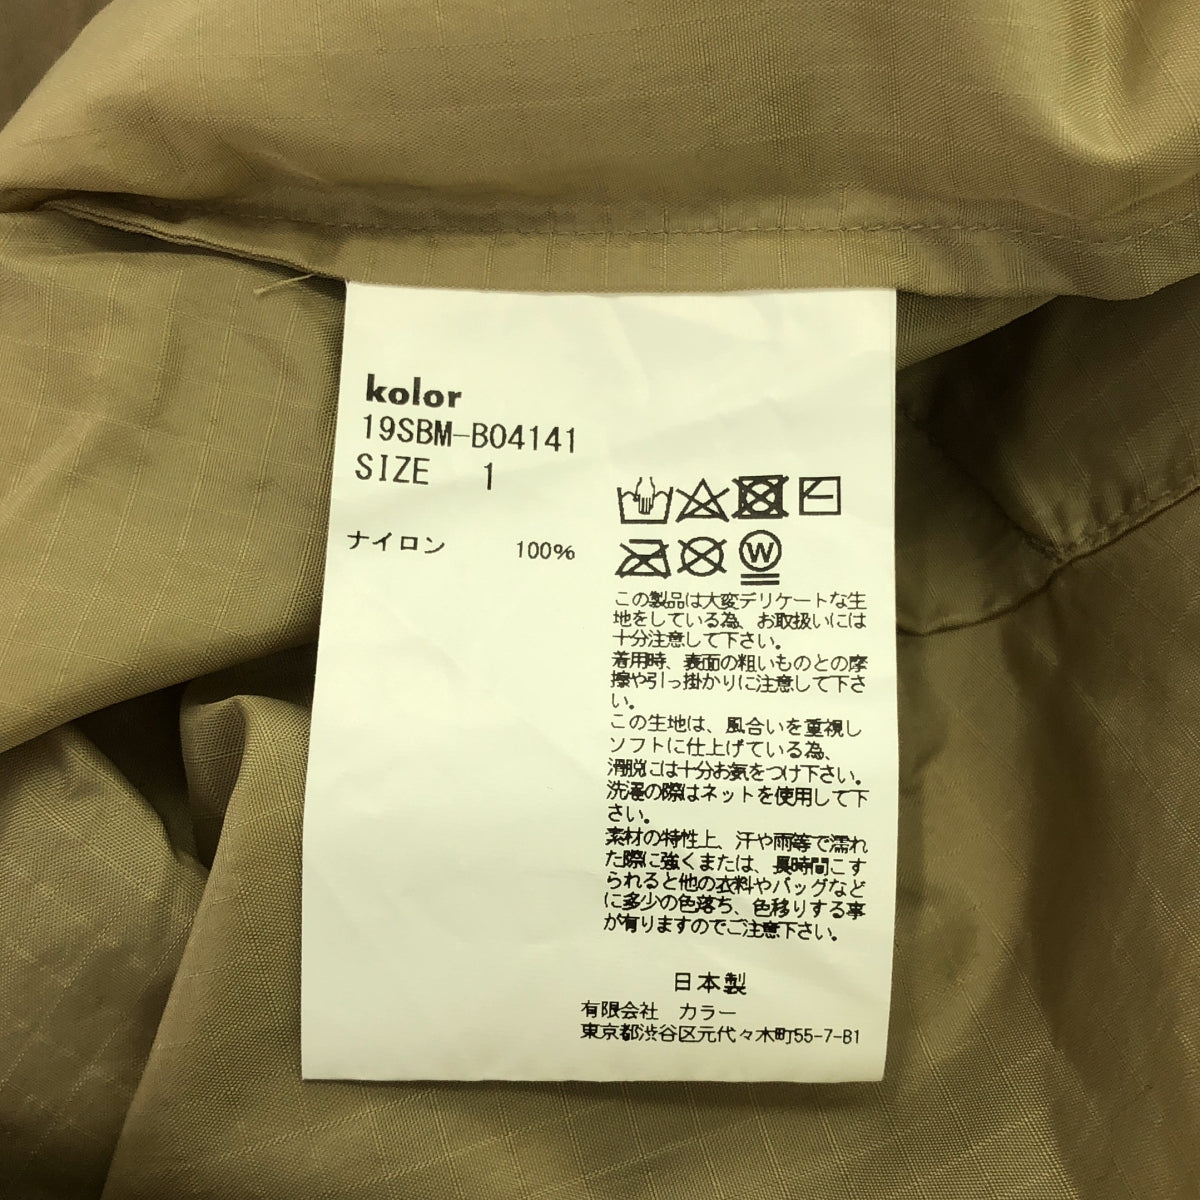 kolor
19SBM-B04141
SIZE 1
ナイロン 100%
W
この製品は大変デリケートな生
地をしている為、お取扱いには
十分注意して下さい。
着用時、表面の粗いものとの摩
擦や引っ掛かりに注意して下さ
い。
この生地は、風合いを重視し
ソフトに仕上げている為、
滑脱には十分お気をつけ下さい。
洗濯の際はネットを使用して下
さい。
素材の特性上、汗や雨等で濡れ
た際に強くまたは、長時間こす
られると他の衣料やバッグなど
に多少の色落ち、色移りする事
が有りますのでご注意下さい。
日本製
有限会社 カラー
東京都渋谷区元代々木町55-7-B1